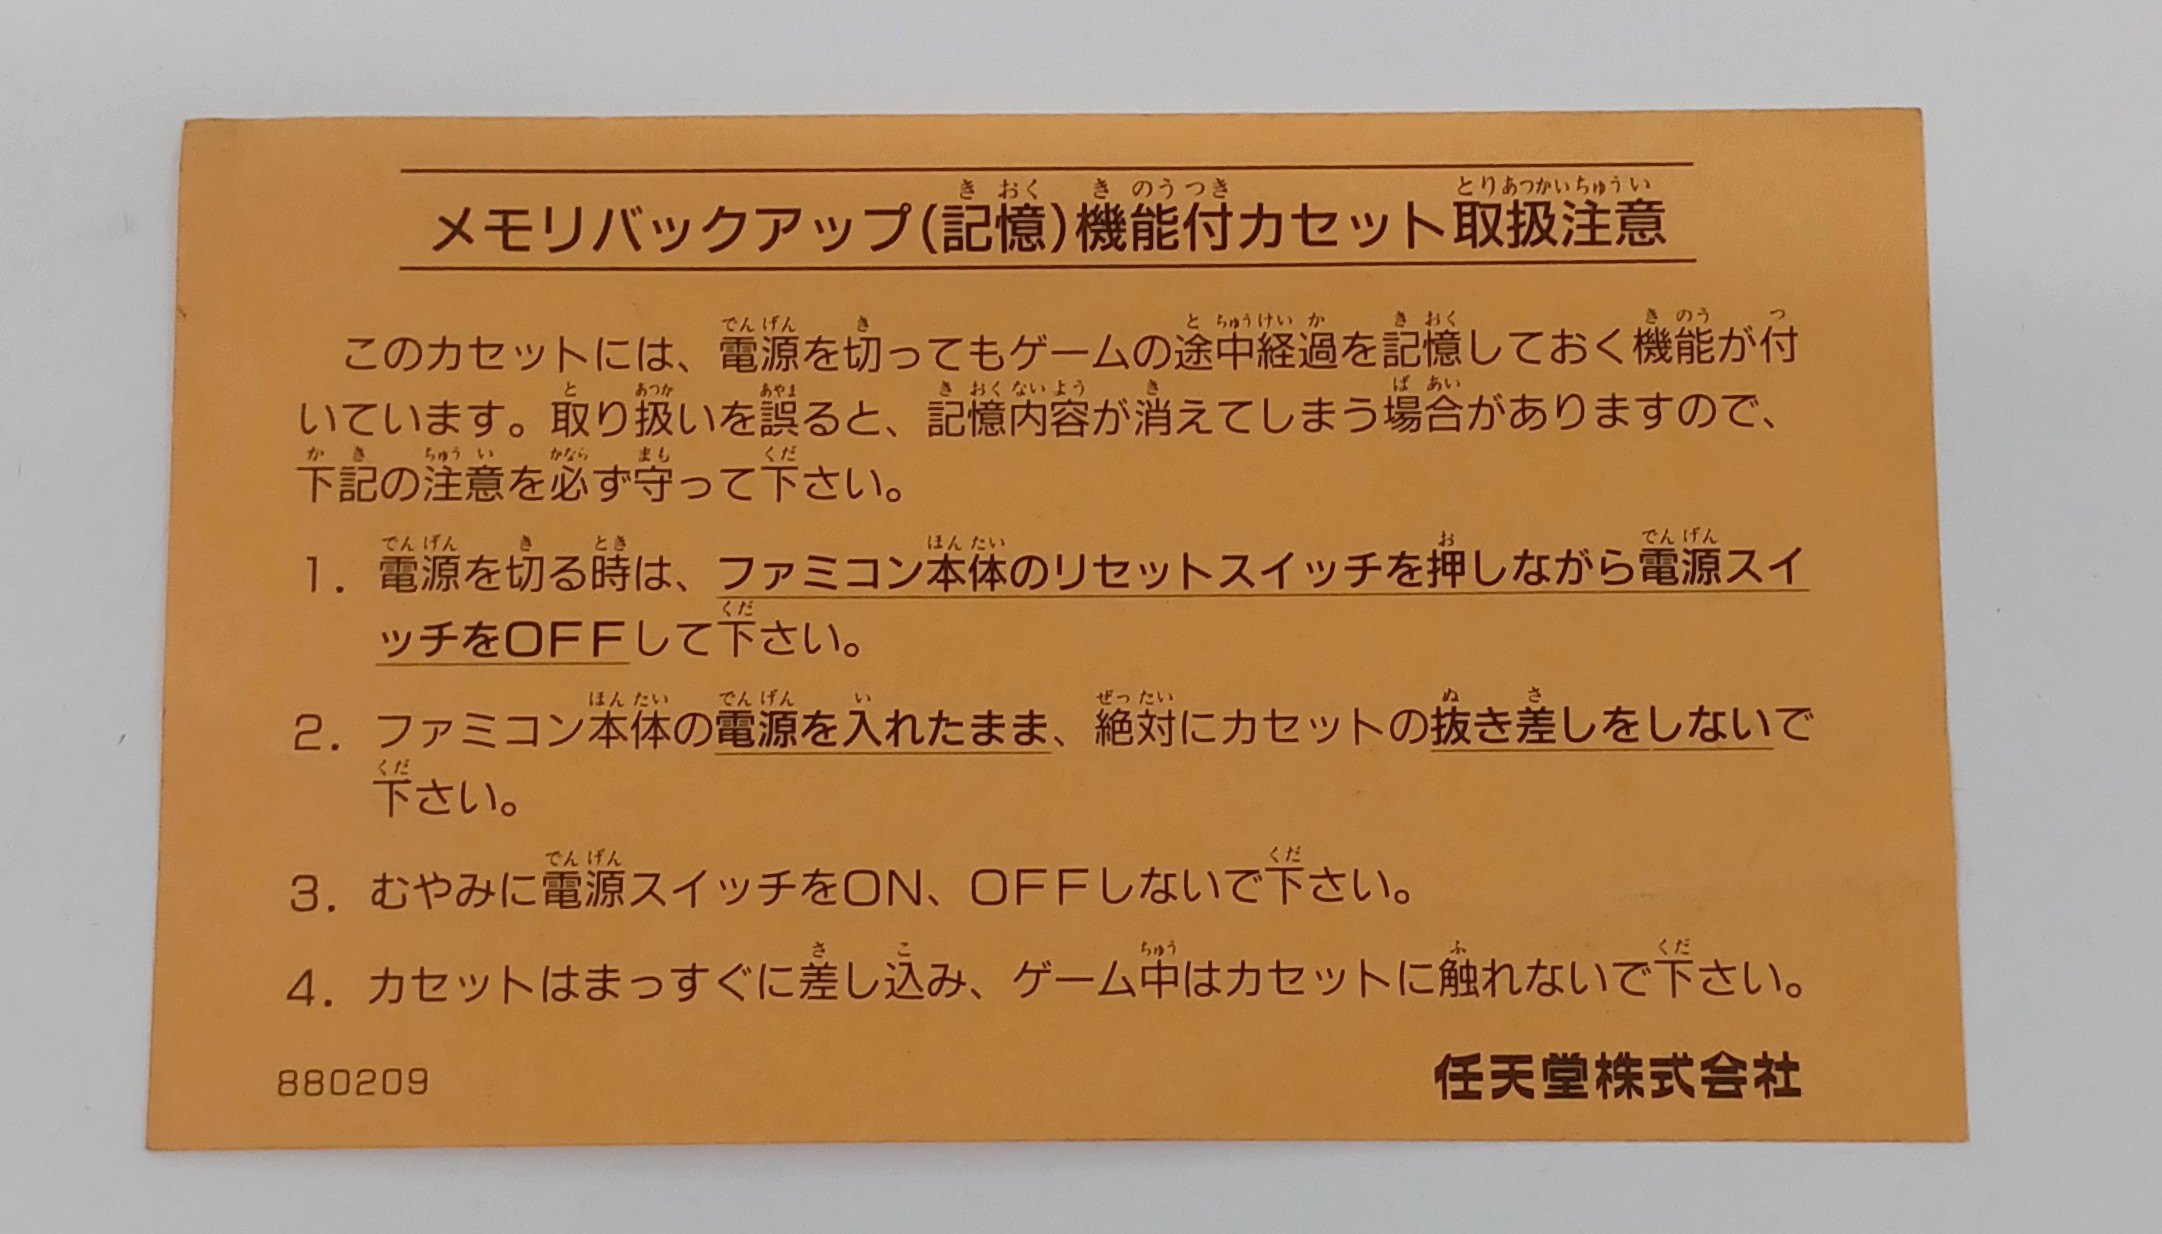 メモリバックアップ(記憶)機能付カセット取扱注意
このカセットには、電源を切ってもゲームの途中経過を記憶しておく機能が付
いています。取り扱いを誤ると、記憶内容が消えてしまう場合がありますので、
下記の注意を必ず守って下さい。
1. 電源を切る時は、ファミコン本体のリセットスイッチを押しながら電源スイ
ッチをOFFして下さい。
2. ファミコン本体の電源を入れたまま、絶対にカセットの抜き差しをしないで
下さい。
3. むやみに電源スイッチをON、OFFしないで下さい。
4. カセットはまっすぐに差し込み、ゲーム中はカセットに触れないで下さい。
880209
任天堂株式会社